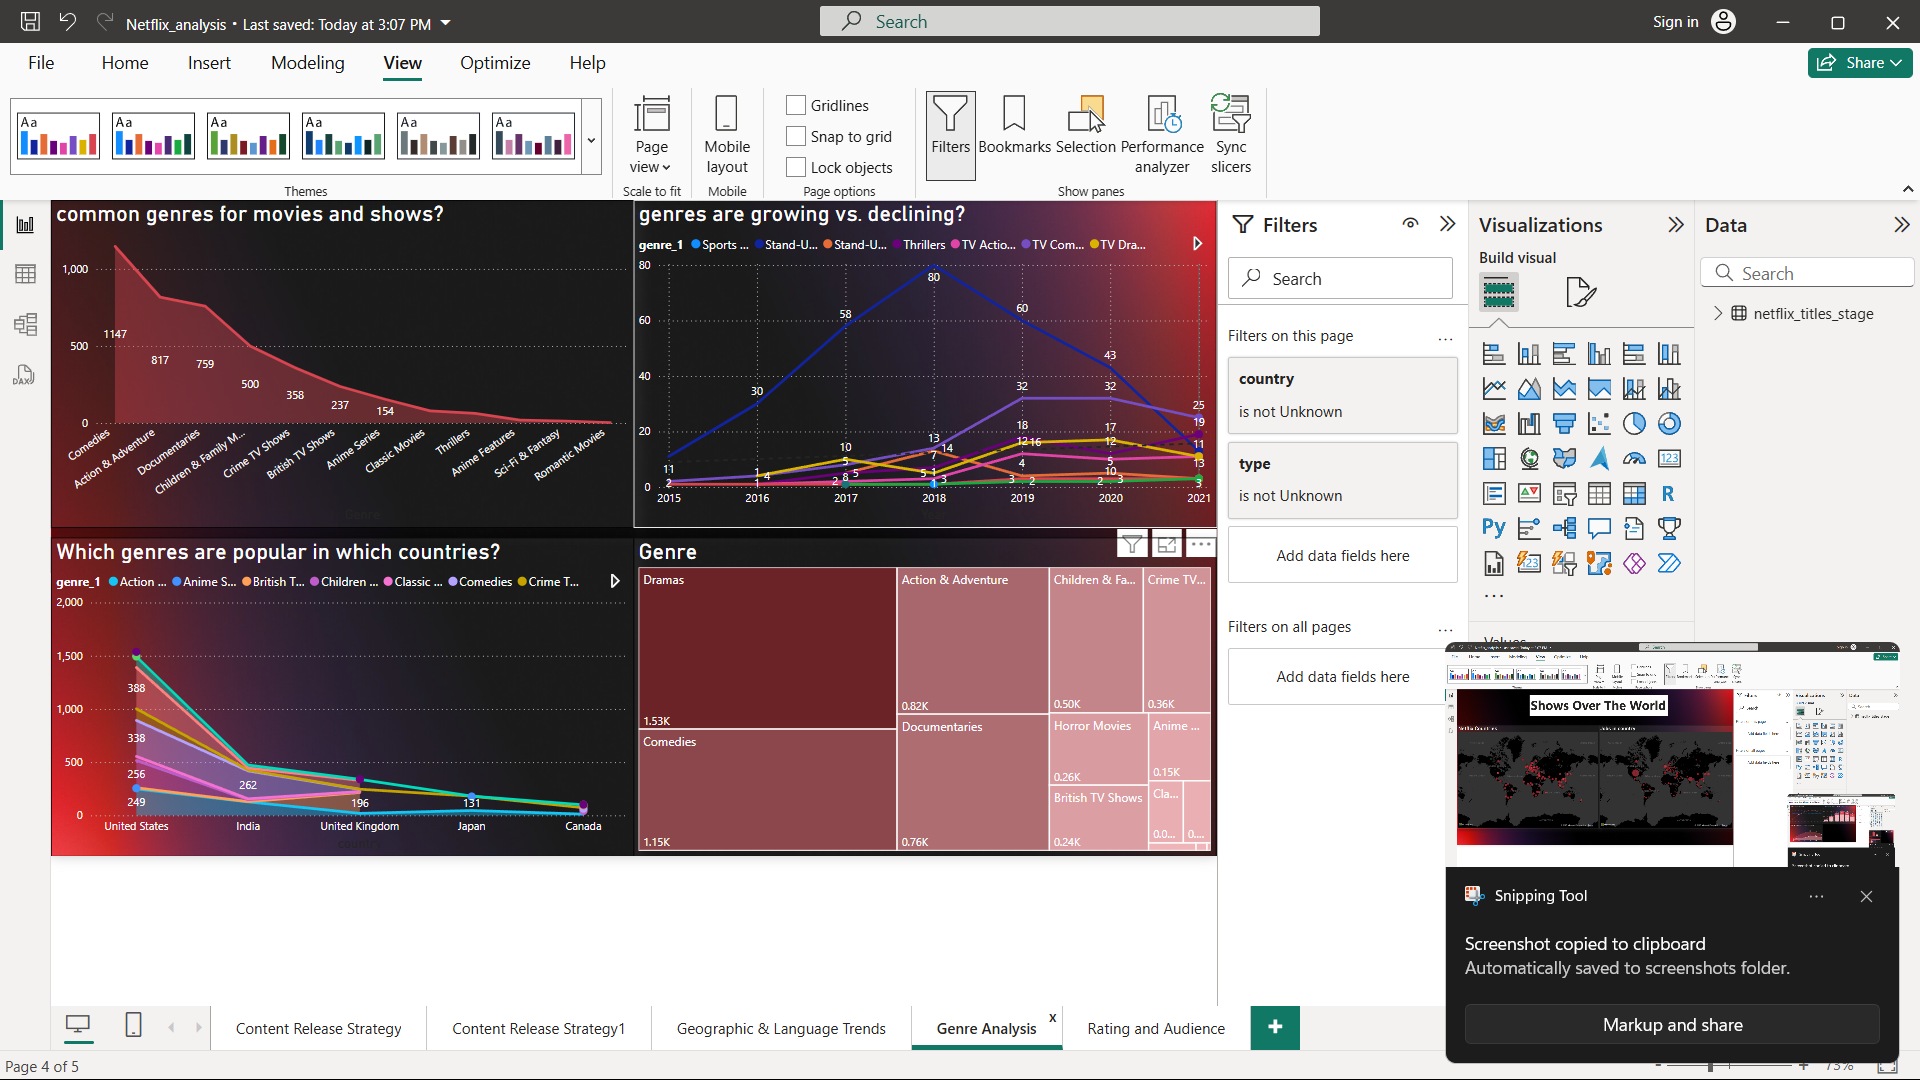 Netflix_analysis • Last saved: Today at 3:07 PM
Search
Sign in
File Home Insert Modeling View Optimize Help
Share
Aa Aa Aa Aa Aa Aa
Page view
Mobile layout
Gridlines
Snap to grid
Lock objects
Filters
Bookmarks
Selection
Performance analyzer
Sync slicers
Themes
Scale to fit
Mobile
Page options
Show panes
common genres for movies and shows?
1,000
500
0
1147
817
759
500
358
237
154
Comedies
Action & Adventure
Documentaries
Children & Family M...
Crime TV Shows
British TV Shows
Anime Series
Classic Movies
Thrillers
Anime Features
Sci-Fi & Fantasy
Romantic Movies
genres are growing vs. declining?
genre_1 Sports ... Stand-U... Stand-U... Thrillers TV Actio... TV Com... TV Dra...
80
60
40
20
0
11
2
30
1
4
1
58
10
5
5
2
8
80
13
14
7
5
1
3
1
60
32
18
12
16
4
3
2
43
32
17
12
5
10
2
3
25
19
11
13
3
2015 2016 2017 2018 2019 2020 2021
Which genres are popular in which countries?
genre_1 Action ... Anime S... British T... Children ... Classic ... Comedies Crime T...
2,000
1,500
1,000
500
0
388
338
256
249
262
196
131
United States India United Kingdom Japan Canada
Genre
Dramas
1.53K
Comedies
1.15K
Action & Adventure
0.82K
Documentaries
0.76K
Children & Fa...
0.50K
Crime TV...
0.36K
Horror Movies
0.26K
Anime ...
0.15K
British TV Shows
0.24K
Cla...
0.0...
0....
Filters
Search
Filters on this page
...
country
is not Unknown
type
is not Unknown
Add data fields here
Filters on all pages
...
Add data fields here
Visualizations
Build visual
123
R
Py
...
Values
Data
Search
netflix_titles_stage
DAX
Shows Over The World
Netflix Countries
Snipping Tool
Screenshot copied to clipboard
Automatically saved to screenshots folder.
Markup and share
Content Release Strategy
Content Release Strategy1
Geographic & Language Trends
Genre Analysis
x
Rating and Audience
+
Page 4 of 5
73%